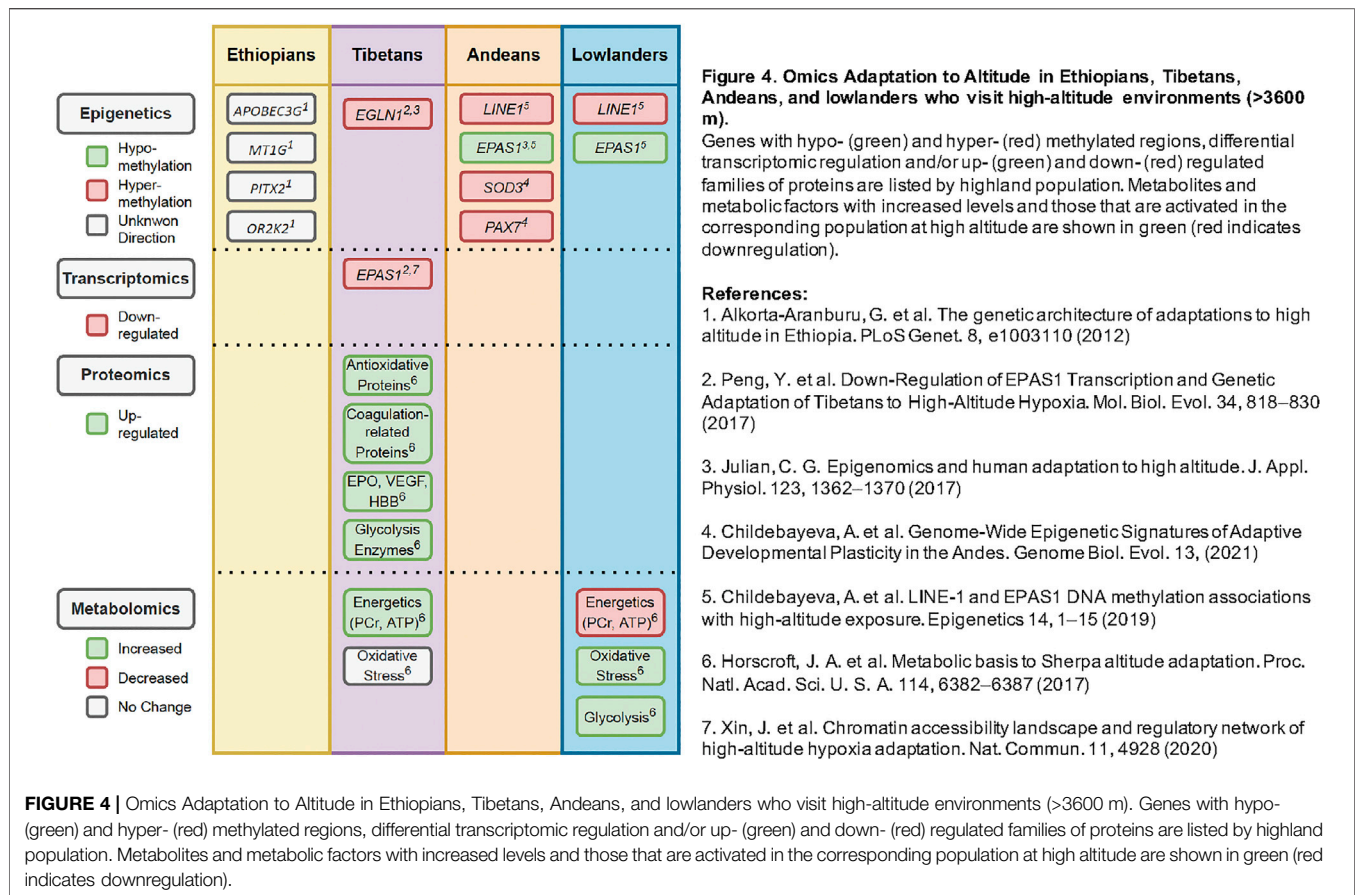 Ethiopians
Tibetans
Andeans
Lowlanders
Epigenetics
Hypo-
methylation
Hyper-
methylation
Unknwon
Direction
APOBEC3G1
MT1G1
PITX21
OR2K21
EGLN12,3
LINE15
EPAS13,5
SOD34
PAX74
LINE15
EPAS15
Transcriptomics
Down-
regulated
EPAS12,7
Proteomics
Up-
regulated
Antioxidative
Proteins6
Coagulation-
related
Proteins6
EPO, VEGF,
HBB6
Glycolysis
Enzymes6
Metabolomics
Increased
Decreased
No Change
Energetics
(PCr, ATP)6
Oxidative
Stress6
Energetics
(PCr, ATP)6
Oxidative
Stress6
Glycolysis6
Figure 4. Omics Adaptation to Altitude in Ethiopians, Tibetans,
Andeans, and lowlanders who visit high-altitude environments (>3600
m).
Genes with hypo- (green) and hyper- (red) methylated regions, differential
transcriptomic regulation and/or up- (green) and down- (red) regulated
families of proteins are listed by highland population. Metabolites and
metabolic factors with increased levels and those that are activated in the
corresponding population at high altitude are shown in green (red indicates
downregulation).
References:
1. Alkorta-Aranburu, G. et al. The genetic architecture of adaptations to high
altitude in Ethiopia. PLoS Genet. 8, e1003110 (2012)
2. Peng, Y. et al. Down-Regulation of EPAS1 Transcription and Genetic
Adaptation of Tibetans to High-Altitude Hypoxia. Mol. Biol. Evol. 34, 818–830
(2017)
3. Julian, C. G. Epigenomics and human adaptation to high altitude. J. Appl.
Physiol. 123, 1362–1370 (2017)
4. Childebayeva, A. et al. Genome-Wide Epigenetic Signatures of Adaptive
Developmental Plasticity in the Andes. Genome Biol. Evol. 13, (2021)
5. Childebayeva, A. et al. LINE-1 and EPAS1 DNA methylation associations
with high-altitude exposure. Epigenetics 14, 1–15 (2019)
6. Horscroft, J. A. et al. Metabolic basis to Sherpa altitude adaptation. Proc.
Natl. Acad. Sci. U. S. A. 114, 6382–6387 (2017)
7. Xin, J. et al. Chromatin accessibility landscape and regulatory network of
high-altitude hypoxia adaptation. Nat. Commun. 11, 4928 (2020)
FIGURE 4 | Omics Adaptation to Altitude in Ethiopians, Tibetans, Andeans, and lowlanders who visit high-altitude environments (>3600 m). Genes with hypo-
(green) and hyper- (red) methylated regions, differential transcriptomic regulation and/or up- (green) and down- (red) regulated families of proteins are listed by highland
population. Metabolites and metabolic factors with increased levels and those that are activated in the corresponding population at high altitude are shown in green (red
indicates downregulation).